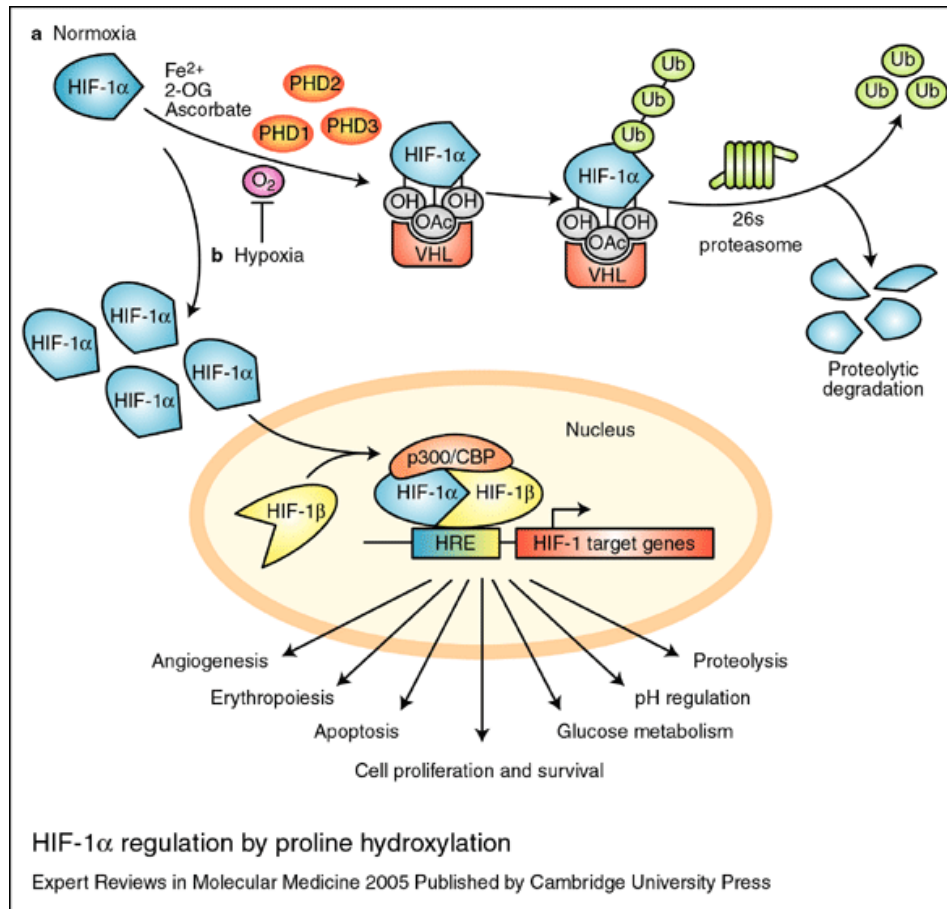 a Normoxia
HIF-1α
Fe²⁺
2-OG
Ascorbate
PHD2
PHD1
PHD3
O₂
b Hypoxia
HIF-1α
OH
OH
OAc
VHL
Ub
Ub
Ub
HIF-1α
OH
OH
OAc
VHL
26s
proteasome
Ub
Ub
Ub
Proteolytic
degradation
HIF-1α
HIF-1α
HIF-1α
HIF-1α
Nucleus
p300/CBP
HIF-1α
HIF-1β
HIF-1β
HRE
HIF-1 target genes
Angiogenesis
Erythropoiesis
Apoptosis
Cell proliferation and survival
Glucose metabolism
pH regulation
Proteolysis
HIF-1α regulation by proline hydroxylation
Expert Reviews in Molecular Medicine 2005 Published by Cambridge University Press